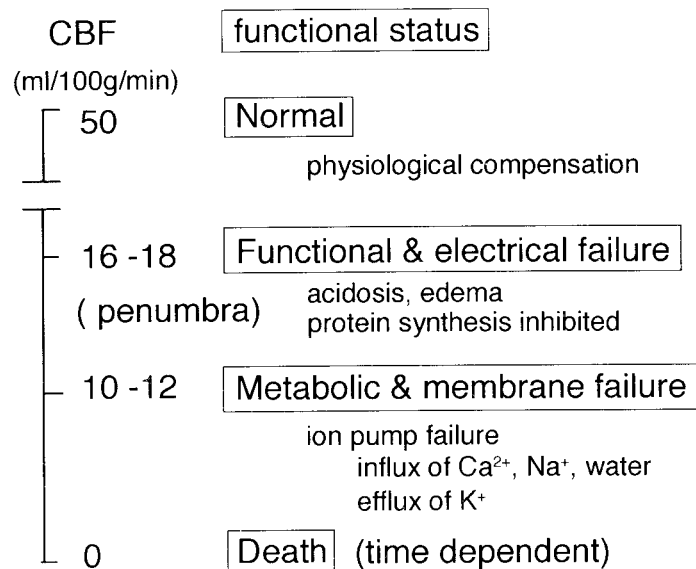 CBF functional status
(ml/100g/min)
50 Normal
physiological compensation
16 -18 Functional & electrical failure
( penumbra) acidosis, edema
protein synthesis inhibited
10 -12 Metabolic & membrane failure
ion pump failure
influx of Ca²⁺, Na⁺, water
efflux of K⁺
0 Death (time dependent)